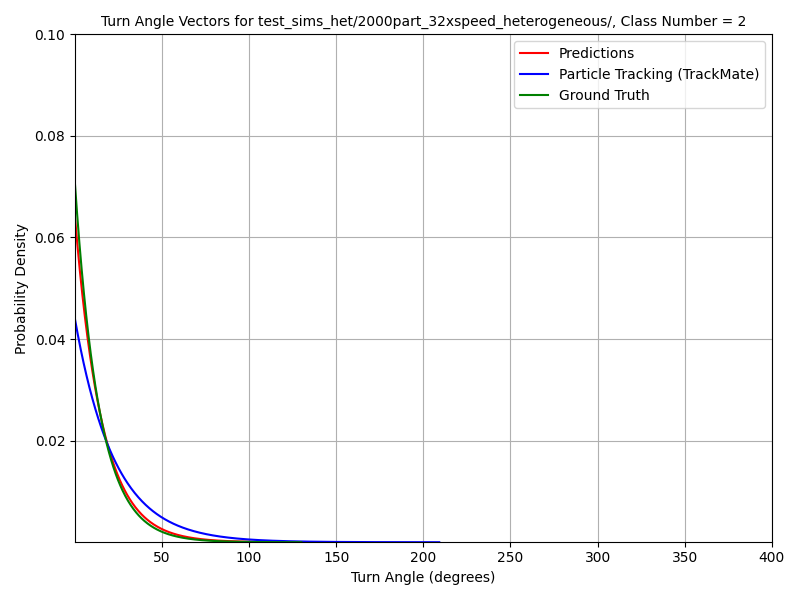 Turn Angle Vectors for test_sims_het/2000part_32xspeed_heterogeneous/, Class Number = 2
Predictions
Particle Tracking (TrackMate)
Ground Truth
Probability Density
0.10
0.08
0.06
0.04
0.02
50 100 150 200 250 300 350 400
Turn Angle (degrees)